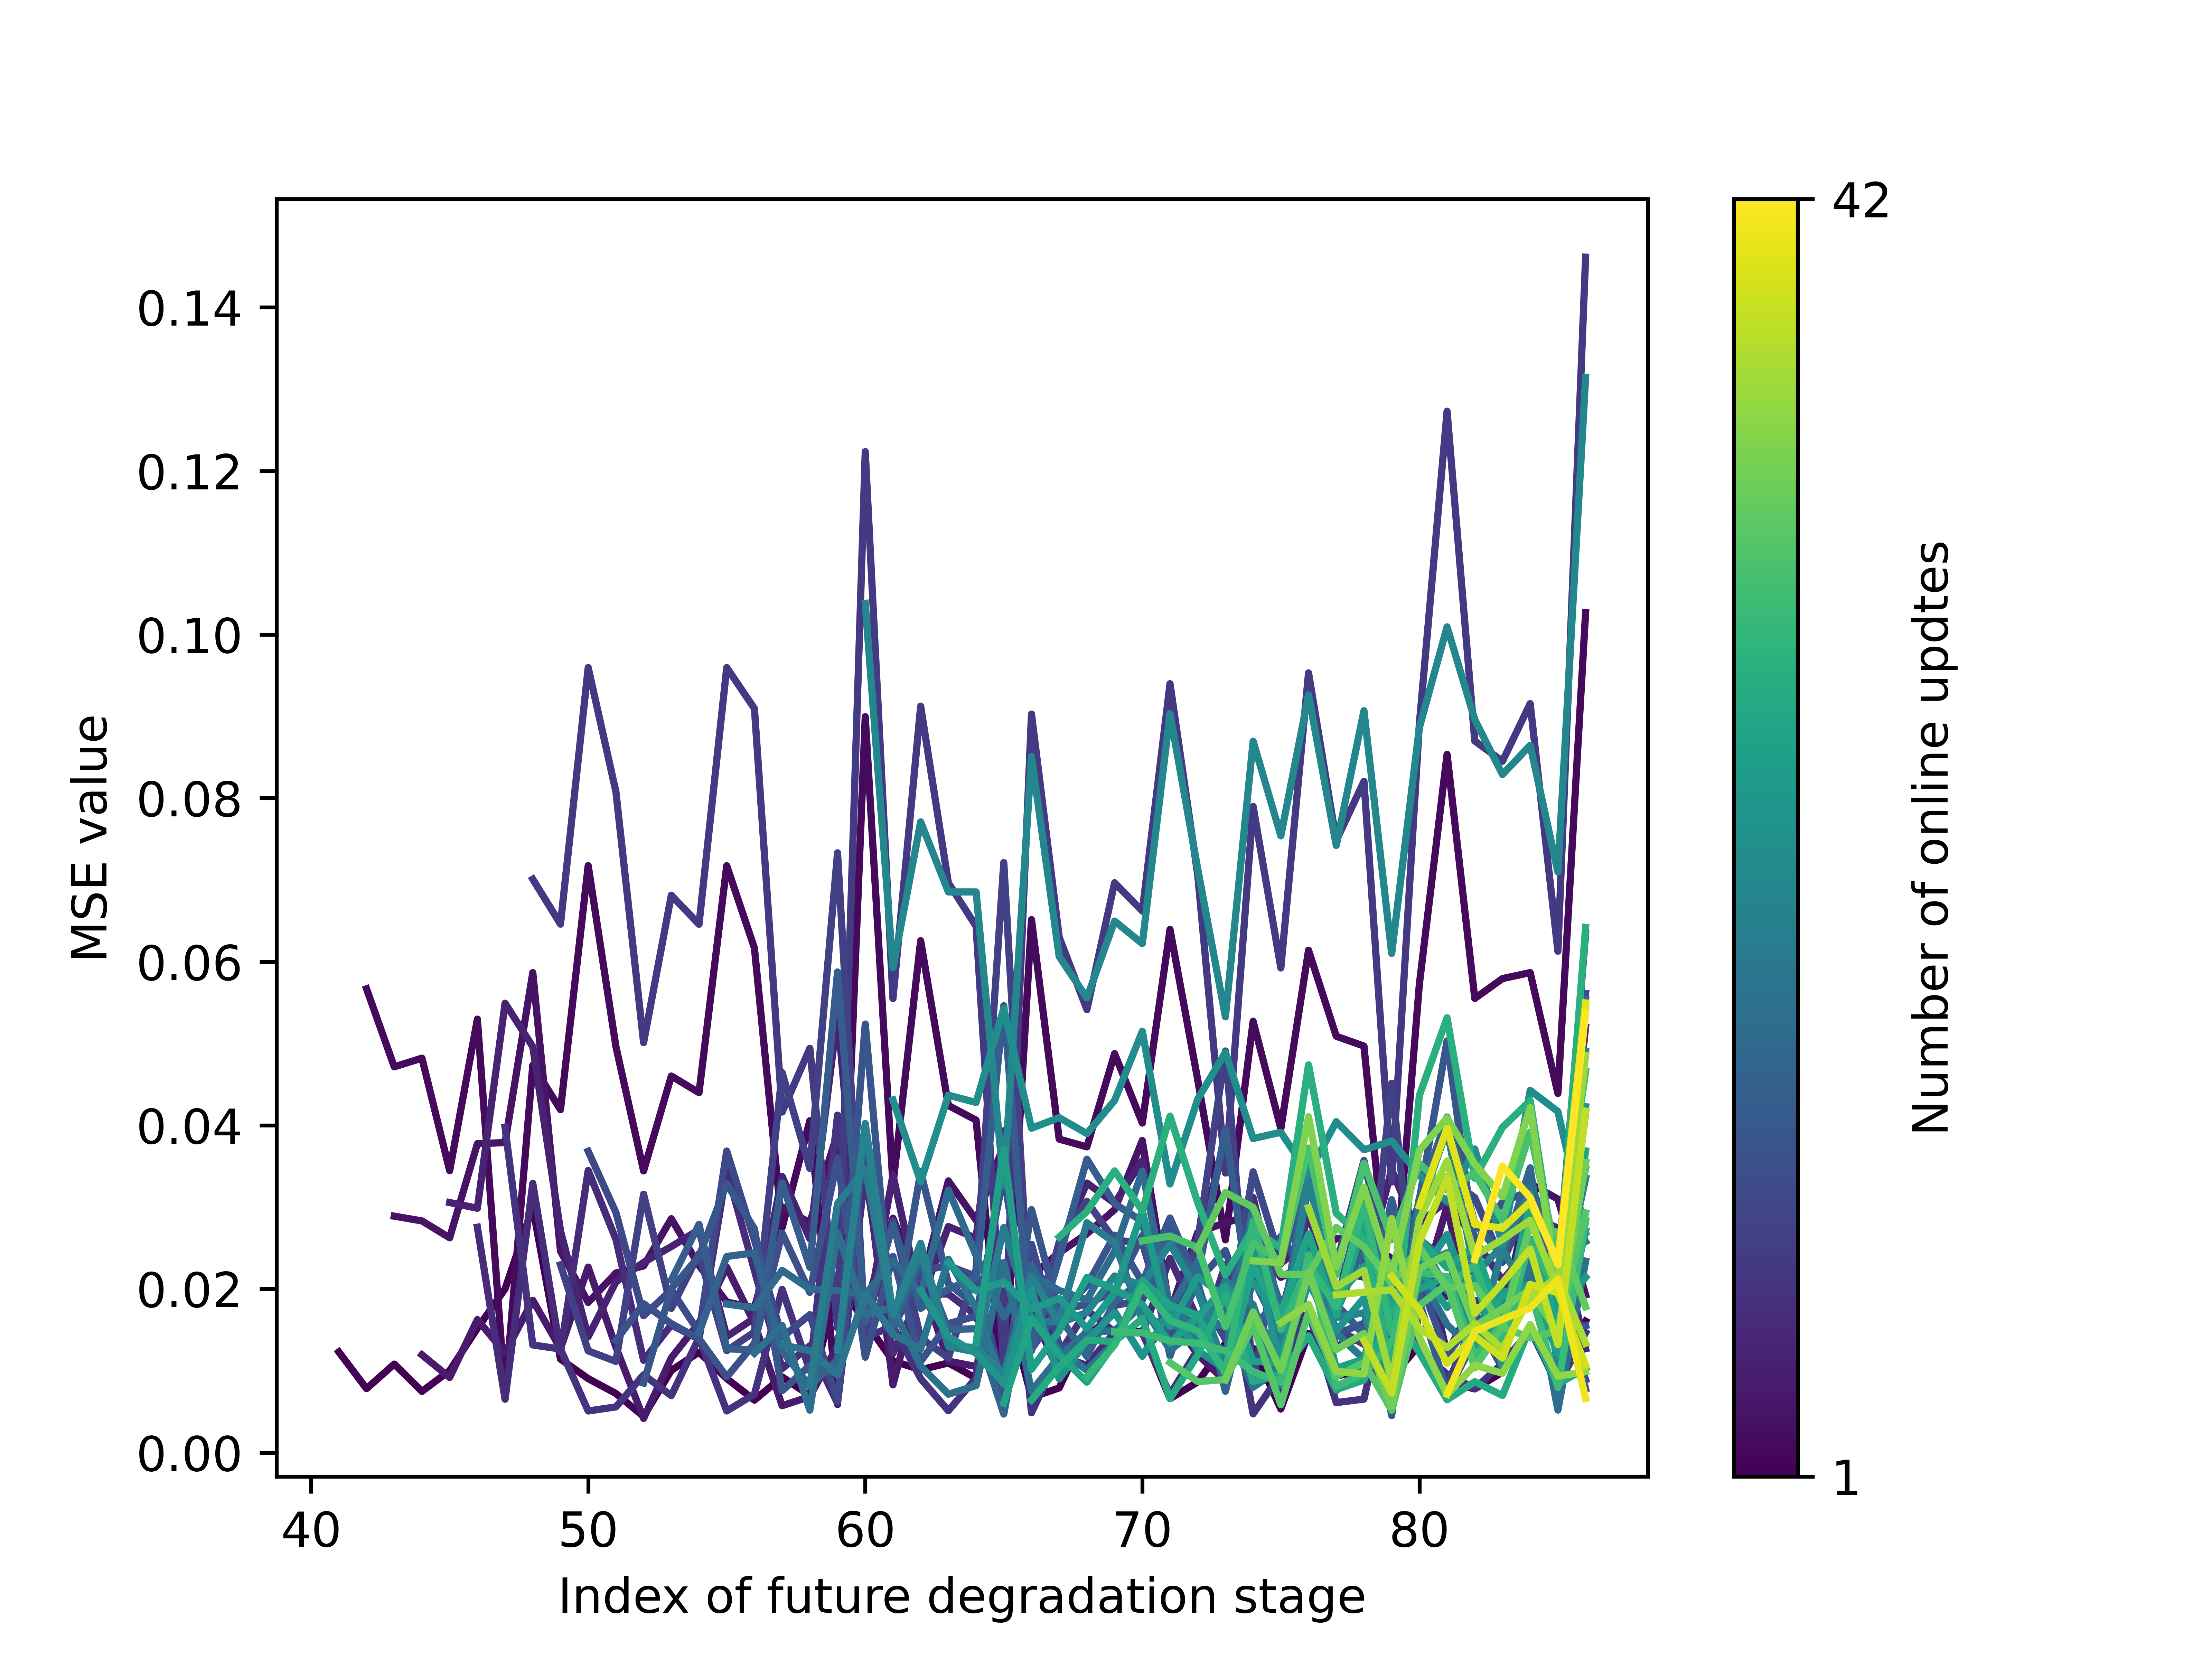 0.14
0.12
0.10
0.08
0.06
0.04
0.02
0.00
MSE value
40 50 60 70 80
Index of future degradation stage
42
1
Number of online updtes